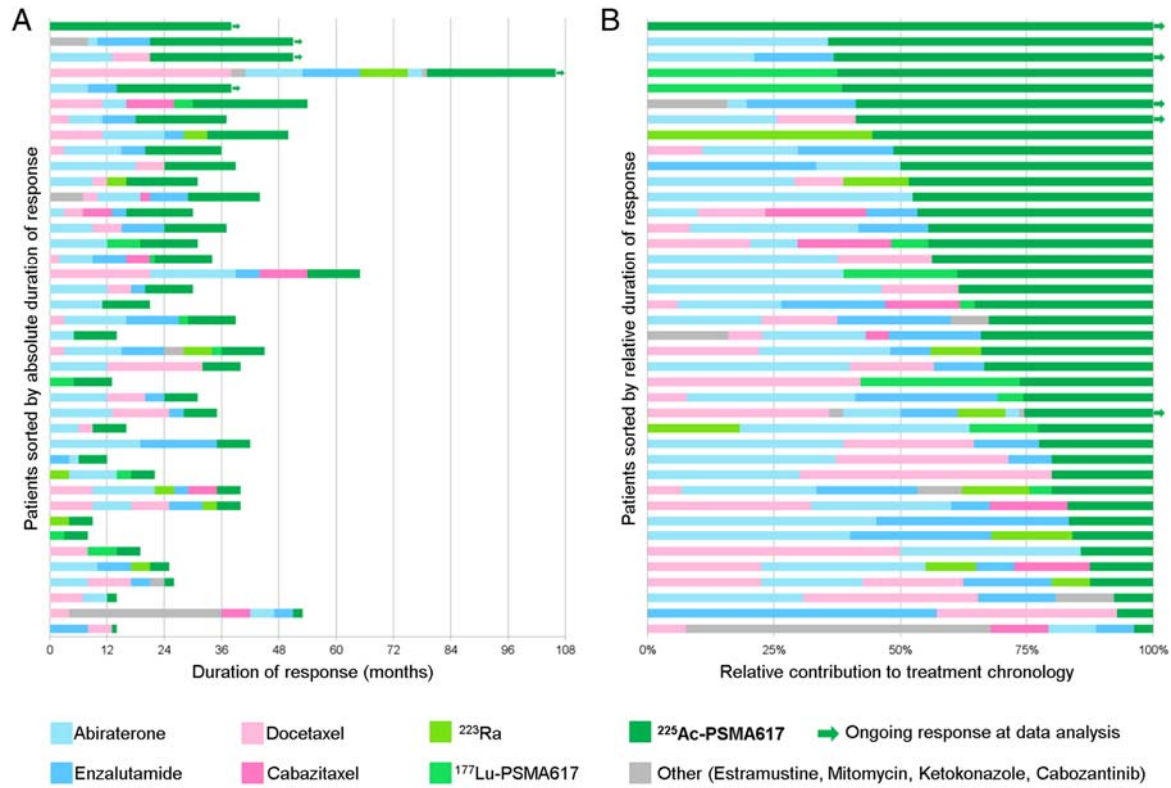 A
B
Patients sorted by absolute duration of response
Patients sorted by relative duration of response
0 12 24 36 48 60 72 84 96 108
0% 25% 50% 75% 100%
Duration of response (months)
Relative contribution to treatment chronology
Abiraterone Docetaxel ²²³Ra ²²⁵Ac-PSMA617 Ongoing response at data analysis
Enzalutamide Cabazitaxel ¹⁷⁷Lu-PSMA617 Other (Estramustine, Mitomycin, Ketokonazole, Cabozantinib)